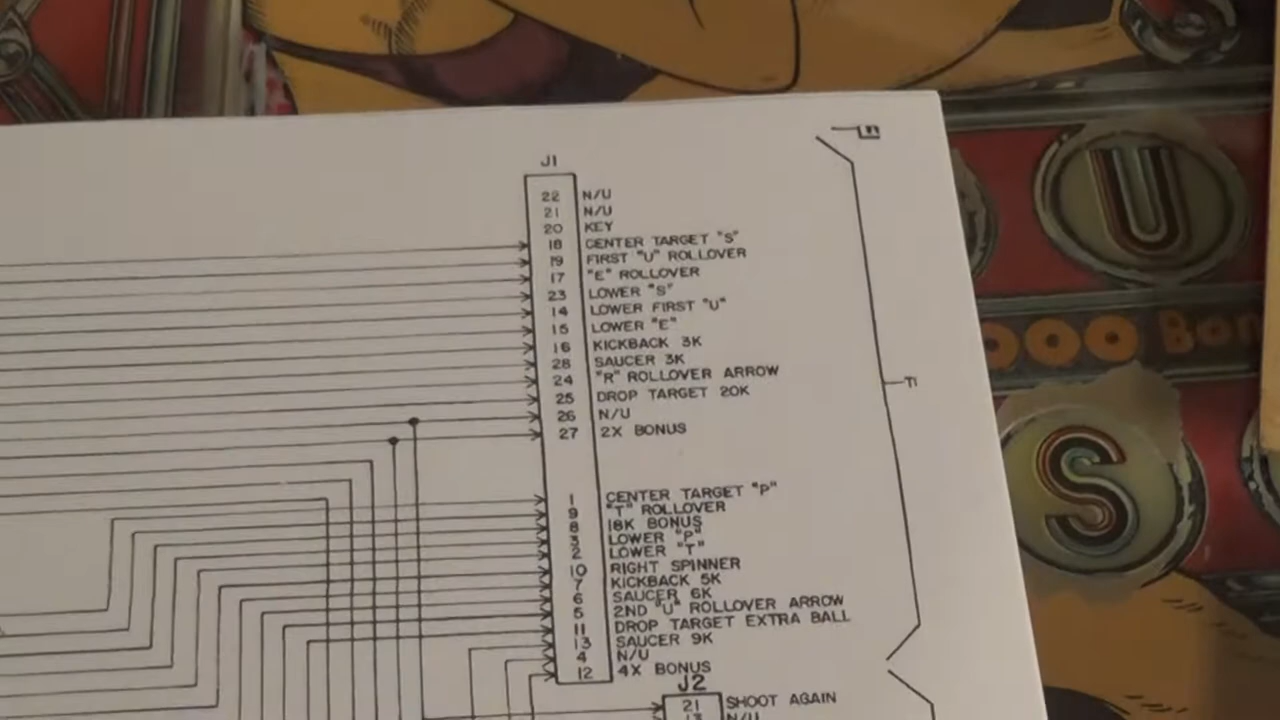 J1
22 N/U
21 N/U
20 KEY
18 CENTER TARGET "S"
19 FIRST "U" ROLLOVER
17 "E" ROLLOVER
23 LOWER "S"
14 LOWER FIRST "U"
15 LOWER "E"
16 KICKBACK 3K
28 SAUCER 3K
24 "R" ROLLOVER ARROW
25 DROP TARGET 20K
26 N/U
27 2X BONUS
1 CENTER TARGET "P"
9 "T" ROLLOVER
8 18K BONUS
3 LOWER "P"
2 LOWER "T"
10 RIGHT SPINNER
7 KICKBACK 5K
6 SAUCER 6K
5 2ND "U" ROLLOVER ARROW
11 DROP TARGET EXTRA BALL
13 SAUCER 9K
4 N/U
12 4X BONUS
J2
21 SHOOT AGAIN
13 N/U
U
000 Bon
S